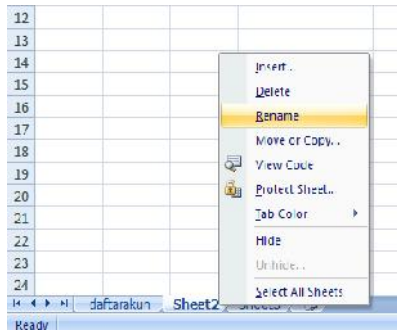 12
13
14
15
16
17
18
19
20
21
22
23
24
Insert...
Delete
Rename
Move or Copy...
View Code
Protect Sheet...
Tab Color
Hide
Unhide...
Select All Sheets
daftarakun Sheet2 Sheet3
Ready